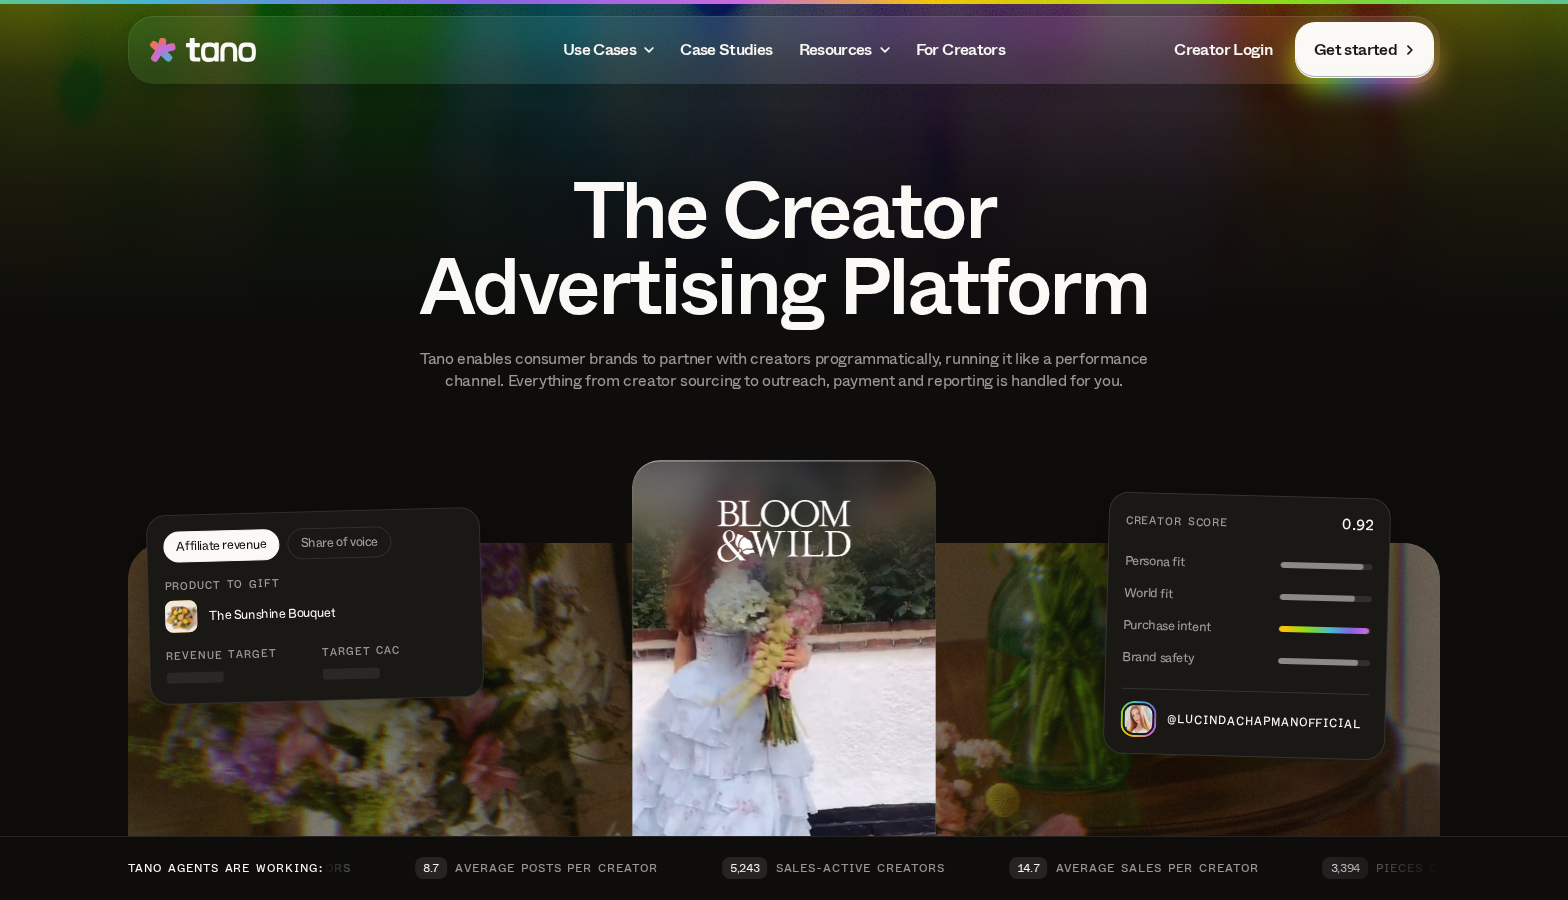 tano
Use Cases
Case Studies
Resources
For Creators
Creator Login
Get started
The Creator
Advertising Platform
Tano enables consumer brands to partner with creators programmatically, running it like a performance
channel. Everything from creator sourcing to outreach, payment and reporting is handled for you.
BLOOM
&WILD
Affiliate revenue
Share of voice
PRODUCT TO GIFT
The Sunshine Bouquet
REVENUE TARGET
TARGET CAC
CREATOR SCORE
0.92
Persona fit
World fit
Purchase intent
Brand safety
@LUCINDACHAPMANOFFICIAL
TANO AGENTS ARE WORKING:
8.7 AVERAGE POSTS PER CREATOR
5,243 SALES-ACTIVE CREATORS
14.7 AVERAGE SALES PER CREATOR
3,394 PIECES